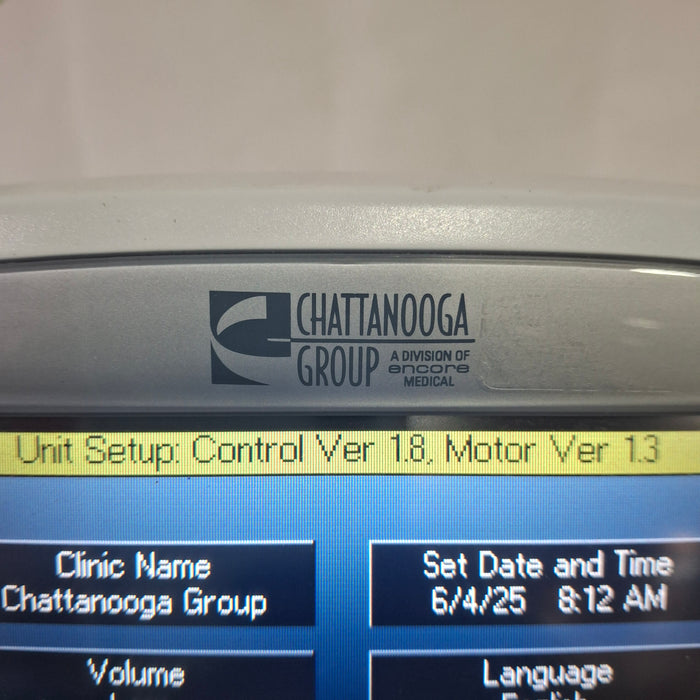 CHATTANOOGA
GROUP
A DIVISION OF
encore
MEDICAL
Unit Setup: Control Ver 1.8, Motor Ver 1.3
Clinic Name
Chattanooga Group
Set Date and Time
6/4/25 8:12 AM
Volume
Language
English